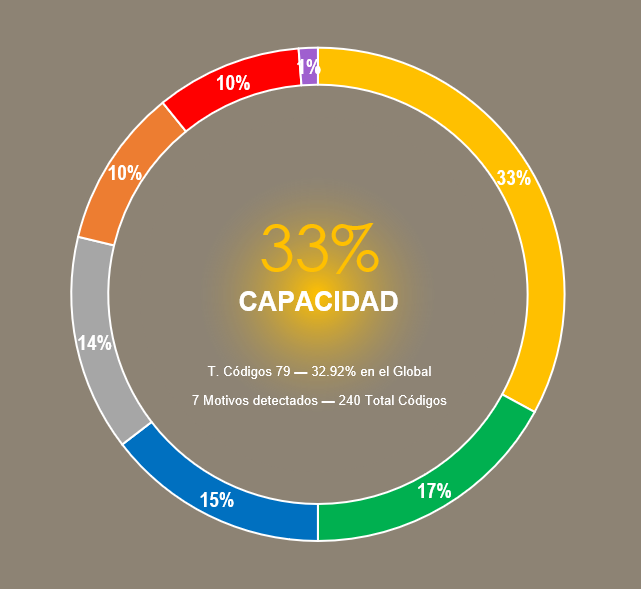 1%
10%
10%
33%
33%
CAPACIDAD
14%
T. Códigos 79 — 32.92% en el Global
7 Motivos detectados — 240 Total Códigos
17%
15%